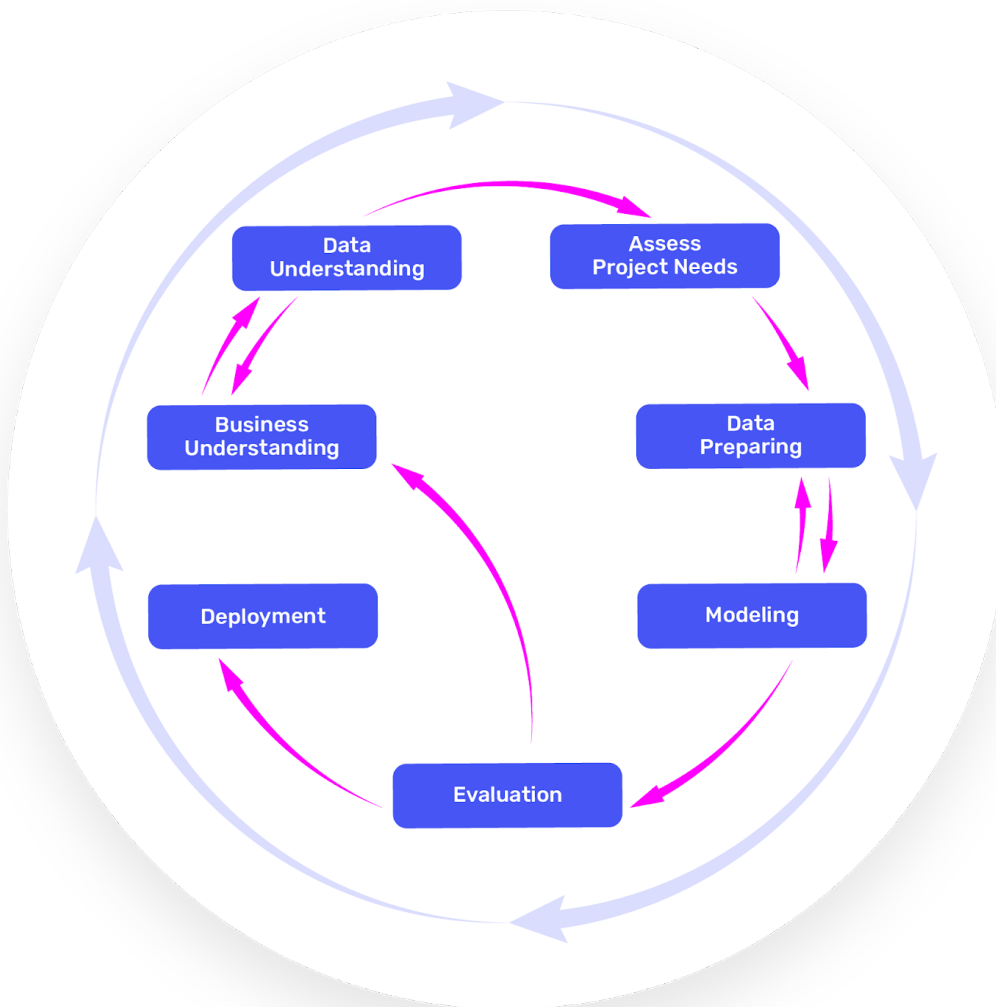 Data
Understanding
Assess
Project Needs
Business
Understanding
Data
Preparing
Deployment
Modeling
Evaluation